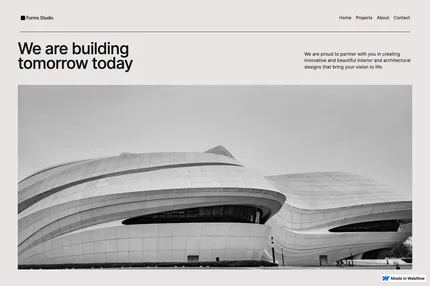 Forma Studio
Home Projects About Contact
We are building
tomorrow today
We are proud to partner with you in creating
innovative and beautiful interior and architectural
designs that bring your vision to life.
Made in Webflow